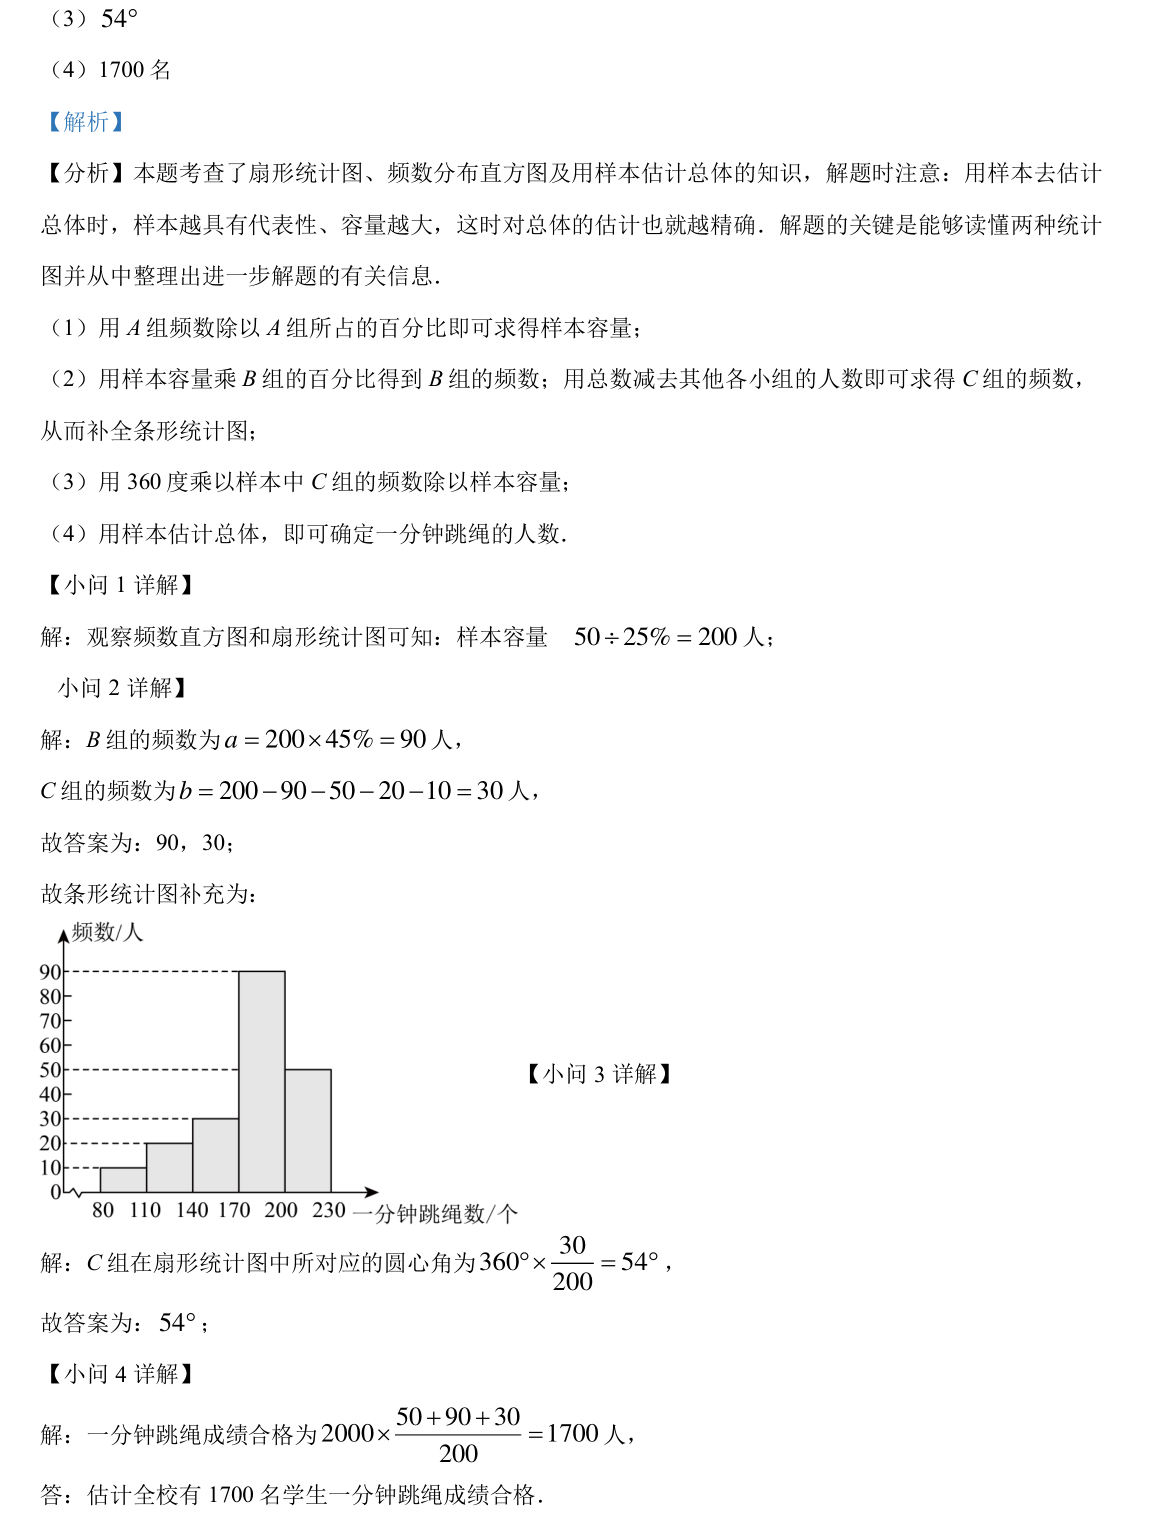 （3）54°
（4）1700 名
【解析】
【分析】本题考查了扇形统计图、频数分布直方图及用样本估计总体的知识，解题时注意：用样本去估计
总体时，样本越具有代表性、容量越大，这时对总体的估计也就越精确．解题的关键是能够读懂两种统计
图并从中整理出进一步解题的有关信息．
（1）用 A 组频数除以 A 组所占的百分比即可求得样本容量；
（2）用样本容量乘 B 组的百分比得到 B 组的频数；用总数减去其他各小组的人数即可求得 C 组的频数，
从而补全条形统计图；
（3）用 360 度乘以样本中 C 组的频数除以样本容量；
（4）用样本估计总体，即可确定一分钟跳绳的人数．
【小问 1 详解】
解：观察频数直方图和扇形统计图可知：样本容量 50÷25% = 200 人；
小问 2 详解】
解：B 组的频数为 a = 200×45% = 90 人，
C 组的频数为 b = 200−90−50−20−10 = 30 人，
故答案为：90，30；
故条形统计图补充为：
频数/人
90
80
70
60
50
40
30
20
10
0
80 110 140 170 200 230 一分钟跳绳数/个
【小问 3 详解】
解：C 组在扇形统计图中所对应的圆心角为 360°× 30/200 = 54°，
故答案为：54°；
【小问 4 详解】
解：一分钟跳绳成绩合格为 2000× (50+90+30)/200 =1700 人，
答：估计全校有 1700 名学生一分钟跳绳成绩合格．